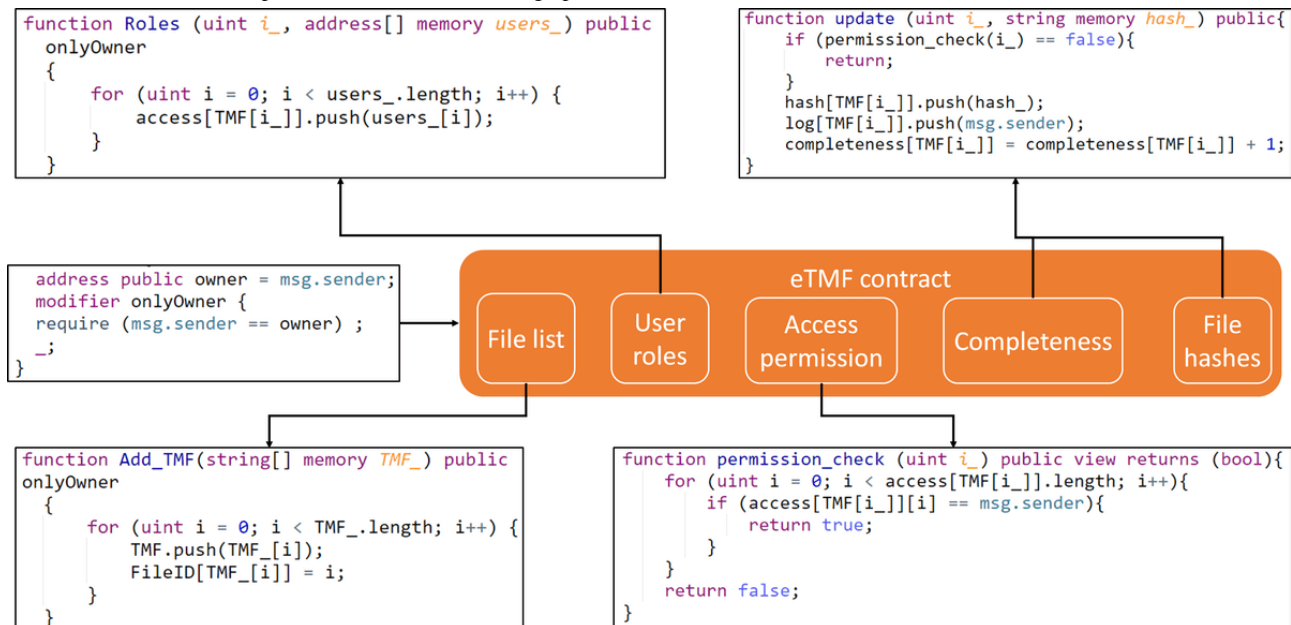 function Roles (uint i_, address[] memory users_) public
onlyOwner
{
for (uint i = 0; i < users_.length; i++) {
access[TMF[i_]].push(users_[i]);
}
}
function update (uint i_, string memory hash_) public{
if (permission_check(i_) == false){
return;
}
hash[TMF[i_]].push(hash_);
log[TMF[i_]].push(msg.sender);
completeness[TMF[i_]] = completeness[TMF[i_]] + 1;
}
address public owner = msg.sender;
modifier onlyOwner {
require (msg.sender == owner) ;
_;
}
eTMF contract
File list
User
roles
Access
permission
Completeness
File
hashes
function Add_TMF(string[] memory TMF_) public
onlyOwner
{
for (uint i = 0; i < TMF_.length; i++) {
TMF.push(TMF_[i]);
FileID[TMF_[i]] = i;
}
}
function permission_check (uint i_) public view returns (bool){
for (uint i = 0; i < access[TMF[i_]].length; i++){
if (access[TMF[i_]][i] == msg.sender){
return true;
}
}
return false;
}